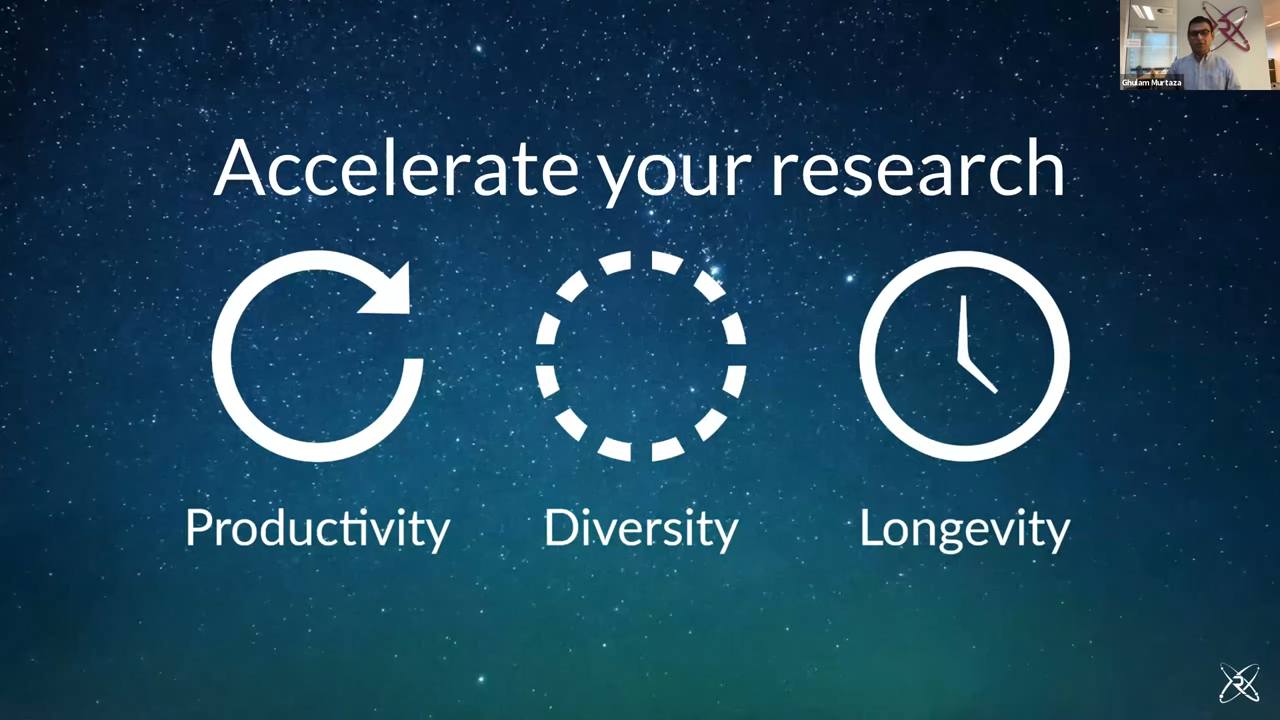 Ghulam Murtaza
Accelerate your research
Productivity
Diversity
Longevity